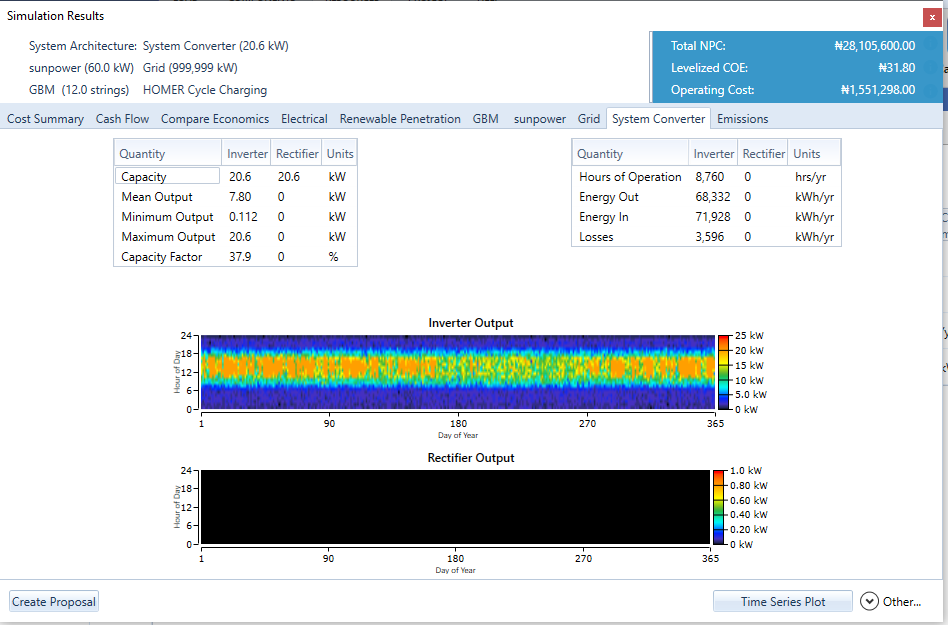 Simulation Results
x
System Architecture: System Converter (20.6 kW)
sunpower (60.0 kW) Grid (999,999 kW)
GBM (12.0 strings) HOMER Cycle Charging
Total NPC: ₦28,105,600.00
Levelized COE: ₦31.80
Operating Cost: ₦1,551,298.00
Cost Summary Cash Flow Compare Economics Electrical Renewable Penetration GBM sunpower Grid System Converter Emissions
Quantity Inverter Rectifier Units
Capacity 20.6 20.6 kW
Mean Output 7.80 0 kW
Minimum Output 0.112 0 kW
Maximum Output 20.6 0 kW
Capacity Factor 37.9 0 %
Quantity Inverter Rectifier Units
Hours of Operation 8,760 0 hrs/yr
Energy Out 68,332 0 kWh/yr
Energy In 71,928 0 kWh/yr
Losses 3,596 0 kWh/yr
Inverter Output
Hour of Day
24
18
12
6
0
1 90 180 270 365
Day of Year
25 kW
20 kW
15 kW
10 kW
5.0 kW
0 kW
Rectifier Output
Hour of Day
24
18
12
6
0
1 90 180 270 365
Day of Year
1.0 kW
0.80 kW
0.60 kW
0.40 kW
0.20 kW
0 kW
Create Proposal
Time Series Plot
Other...